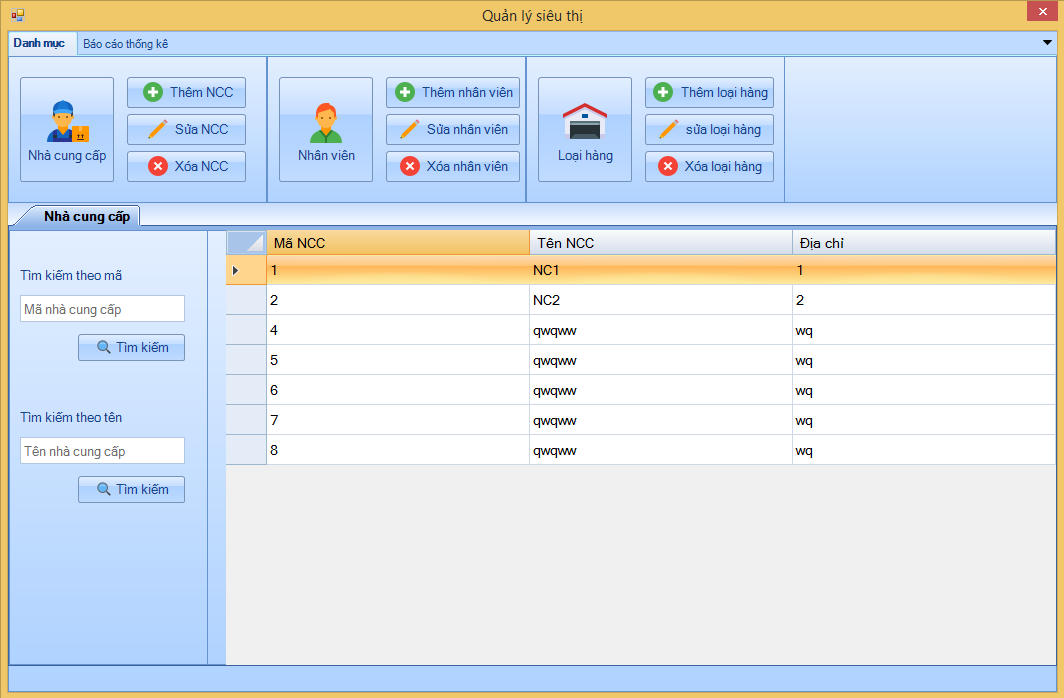 Quản lý siêu thị
Danh mục Báo cáo thống kê
Nhà cung cấp
Thêm NCC
Sửa NCC
Xóa NCC
Nhân viên
Thêm nhân viên
Sửa nhân viên
Xóa nhân viên
Loại hàng
Thêm loại hàng
sửa loại hàng
Xóa loại hàng
Nhà cung cấp
Tìm kiếm theo mã
Mã nhà cung cấp
Tìm kiếm
Tìm kiếm theo tên
Tên nhà cung cấp
Tìm kiếm
Mã NCC Tên NCC Địa chỉ
1 NC1 1
2 NC2 2
4 qwqww wq
5 qwqww wq
6 qwqww wq
7 qwqww wq
8 qwqww wq